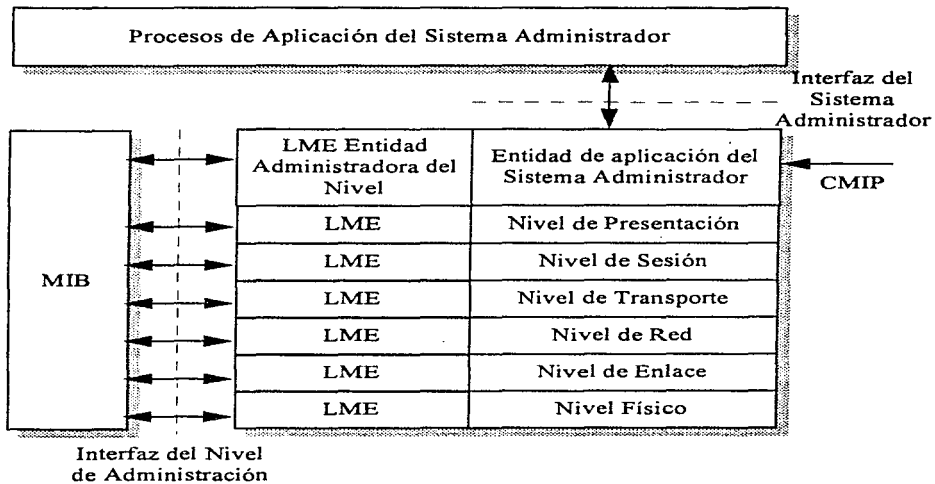 Procesos de Aplicación del Sistema Administrador
Interfaz del
Sistema
Administrador
LME Entidad
Administradora del
Nivel
Entidad de aplicación del
Sistema Administrador
CMIP
LME
Nivel de Presentación
LME
Nivel de Sesión
MIB
LME
Nivel de Transporte
LME
Nivel de Red
LME
Nivel de Enlace
LME
Nivel Físico
Interfaz del Nivel
de Administración